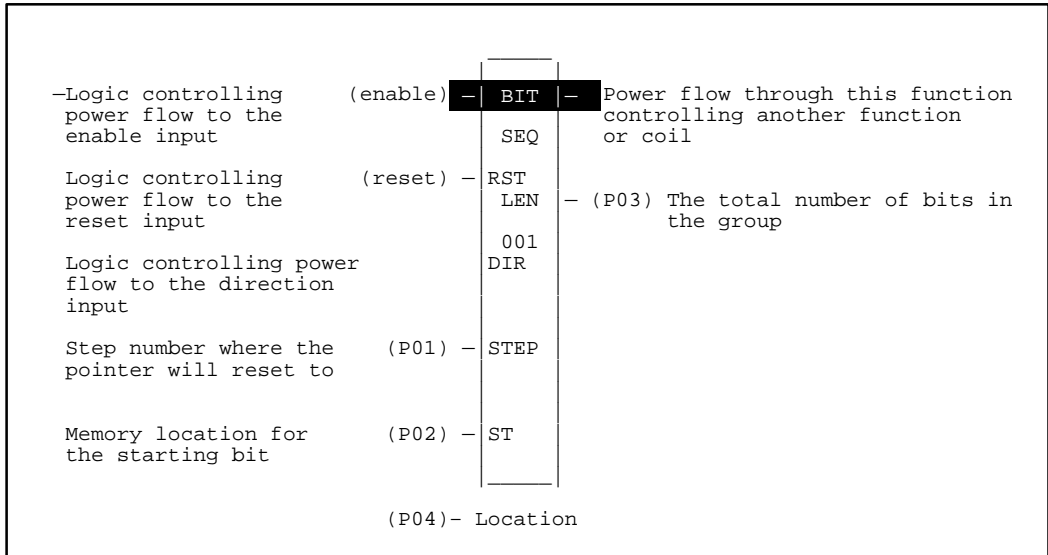 —Logic controlling (enable) — BIT — Power flow through this function
power flow to the controlling another function
enable input SEQ or coil
Logic controlling (reset) — RST
power flow to the LEN — (P03) The total number of bits in
reset input the group
001
Logic controlling power DIR
flow to the direction
input
Step number where the (P01) — STEP
pointer will reset to
Memory location for (P02) — ST
the starting bit
(P04)– Location